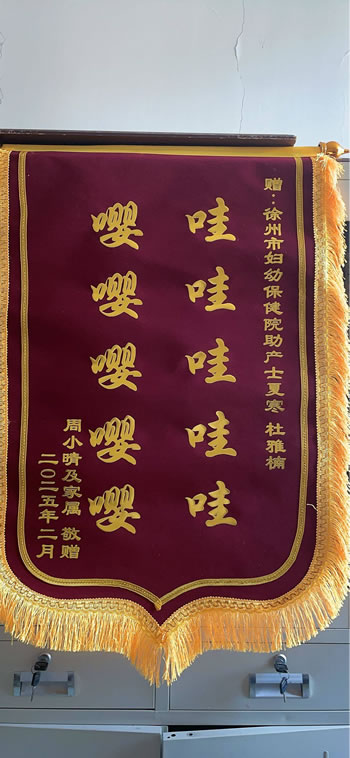 赠：徐州市妇幼保健院助产士夏寒 杜雅楠
哇哇哇哇哇
嘤嘤嘤嘤嘤
周小晴及家属 敬赠
二〇二五年二月